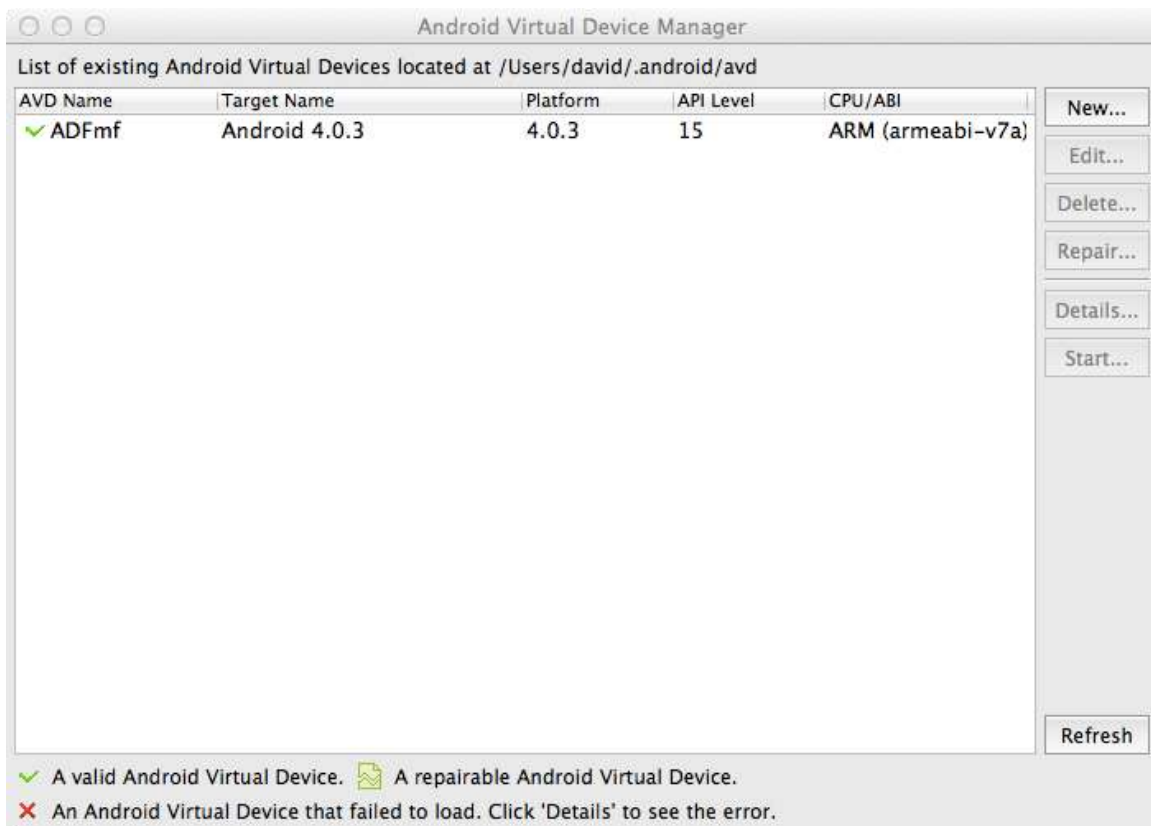 Android Virtual Device Manager
List of existing Android Virtual Devices located at /Users/david/.android/avd
AVD Name Target Name Platform API Level CPU/ABI
ADFmf Android 4.0.3 4.0.3 15 ARM (armeabi-v7a)
New...
Edit...
Delete...
Repair...
Details...
Start...
Refresh
A valid Android Virtual Device. A repairable Android Virtual Device.
An Android Virtual Device that failed to load. Click 'Details' to see the error.